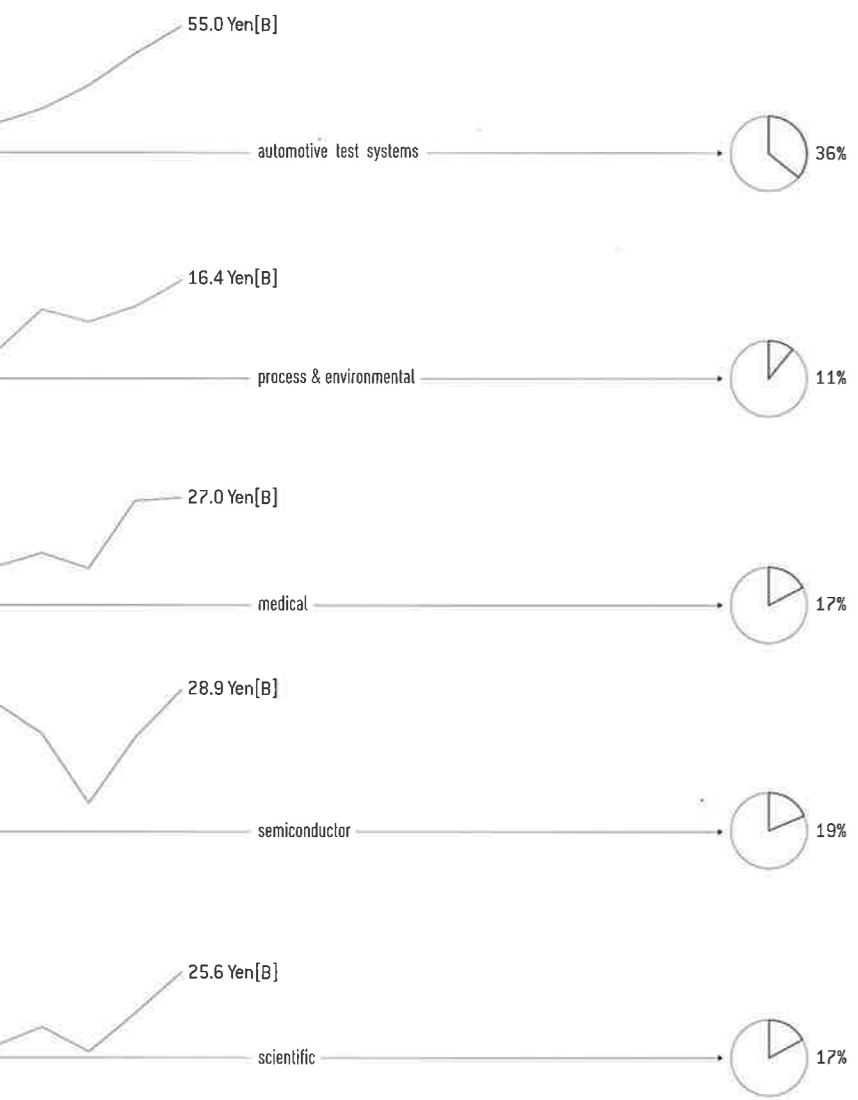 55.0 Yen[B]
automotive test systems
36%
16.4 Yen[B]
process & environmental
11%
27.0 Yen[B]
medical
17%
28.9 Yen[B]
semiconductor
19%
25.6 Yen[B]
scientific
17%